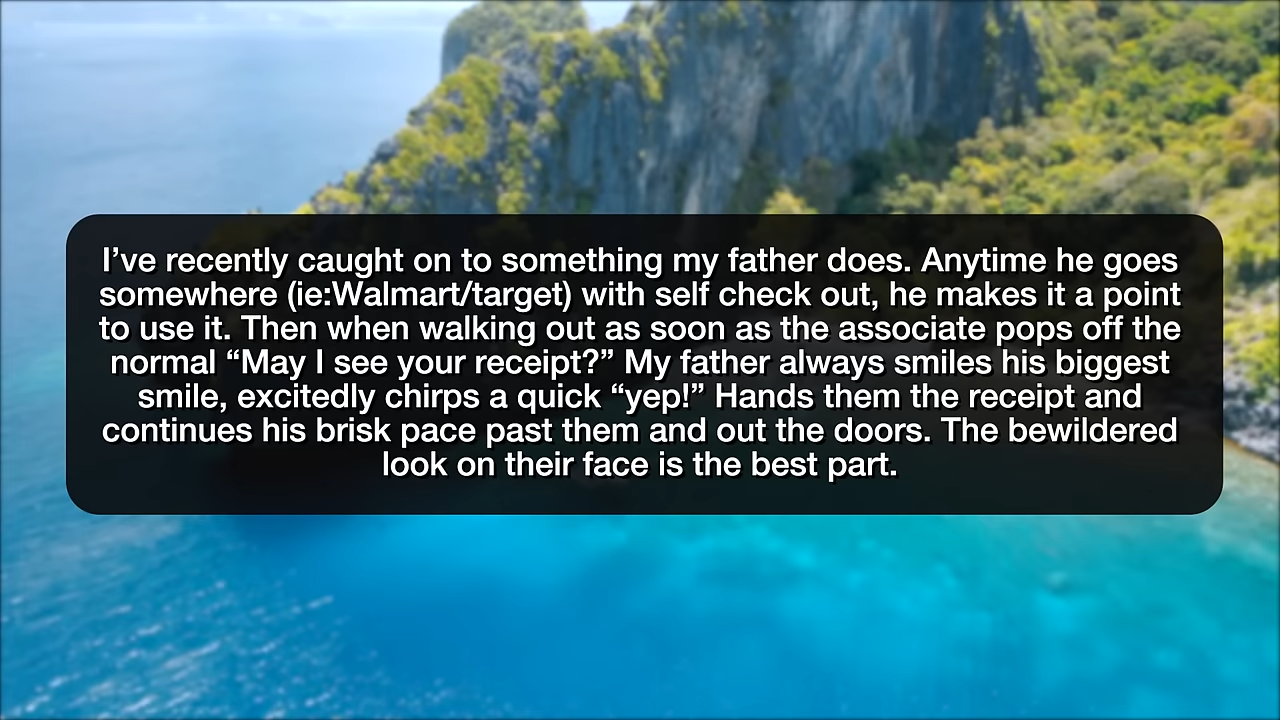 I’ve recently caught on to something my father does. Anytime he goes
somewhere (ie:Walmart/target) with self check out, he makes it a point
to use it. Then when walking out as soon as the associate pops off the
normal “May I see your receipt?” My father always smiles his biggest
smile, excitedly chirps a quick “yep!” Hands them the receipt and
continues his brisk pace past them and out the doors. The bewildered
look on their face is the best part.